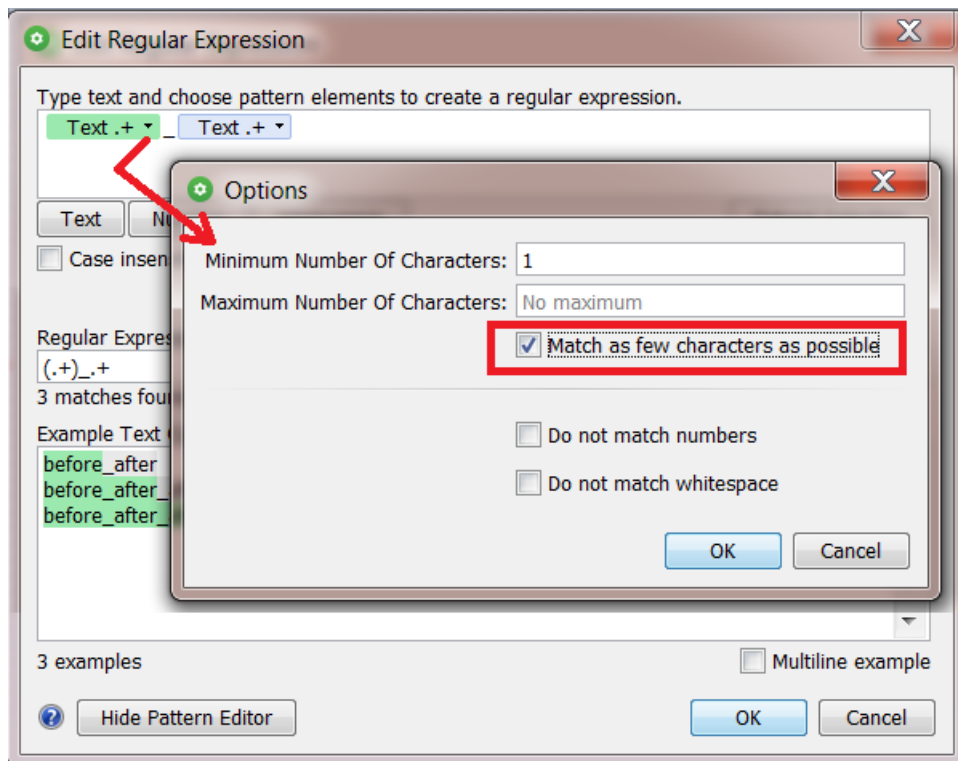 Edit Regular Expression
Type text and choose pattern elements to create a regular expression.
Text .+ _ Text .+
Options
Text
Minimum Number Of Characters: 1
Case insen
Maximum Number Of Characters: No maximum
Regular Expres
Match as few characters as possible
(.+)_.+
3 matches fou
Example Text
Do not match numbers
before_after
before_after_
Do not match whitespace
before_after_
OK Cancel
3 examples Multiline example
Hide Pattern Editor OK Cancel